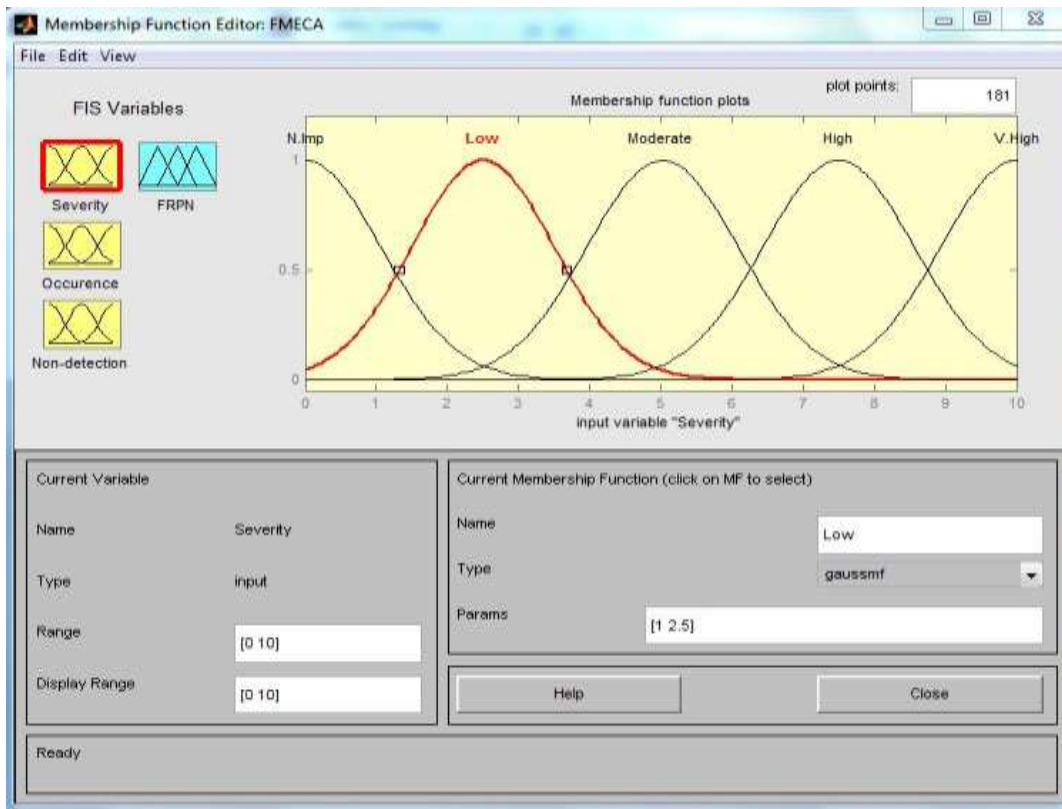 Membership Function Editor: FMECA
File Edit View
FIS Variables
Severity
FRPN
Occurence
Non-detection
plot points:
181
Membership function plots
N.Imp
Low
Moderate
High
V.High
1
0.5
0
0 1 2 3 4 5 6 7 8 9 10
input variable "Severity"
Current Variable
Name
Severity
Type
input
Range
[0 10]
Display Range
[0 10]
Current Membership Function (click on MF to select)
Name
Low
Type
gaussmf
Params
[1 2.5]
Help
Close
Ready